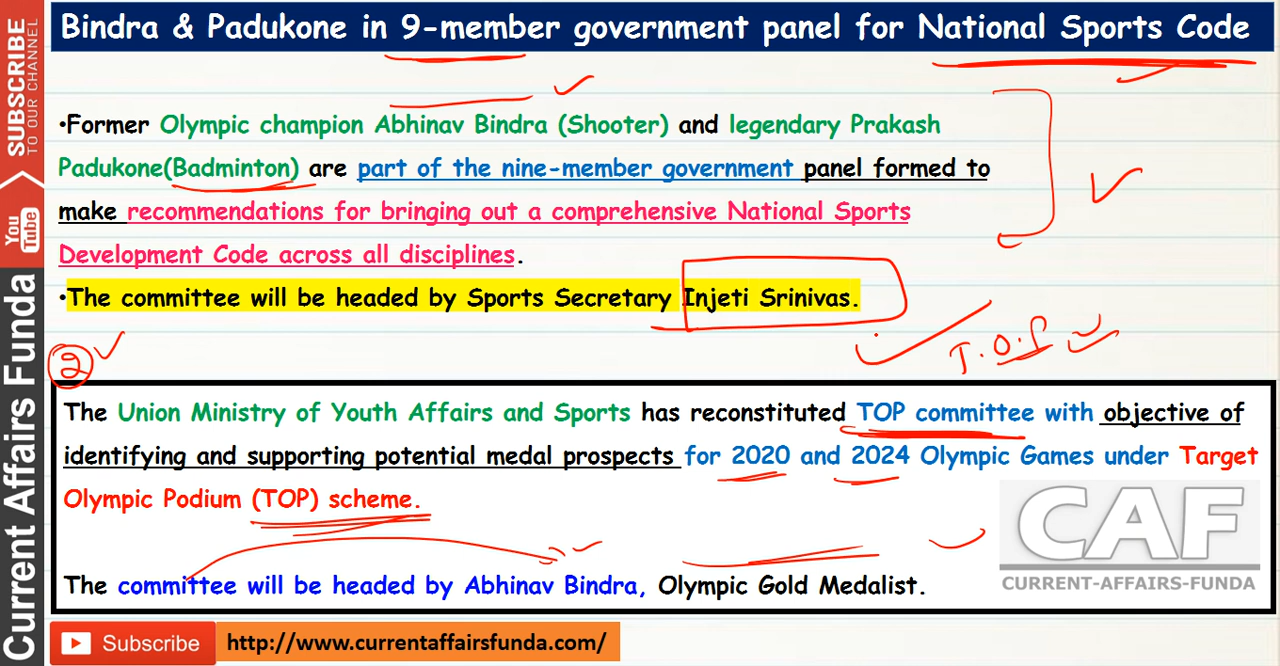 Bindra & Padukone in 9-member government panel for National Sports Code
SUBSCRIBE
TO OUR CHANNEL
You Tube
Current Affairs Funda
•Former Olympic champion Abhinav Bindra (Shooter) and legendary Prakash
Padukone(Badminton) are part of the nine-member government panel formed to
make recommendations for bringing out a comprehensive National Sports
Development Code across all disciplines.
•The committee will be headed by Sports Secretary Injeti Srinivas.
T.O.P
2
The Union Ministry of Youth Affairs and Sports has reconstituted TOP committee with objective of
identifying and supporting potential medal prospects for 2020 and 2024 Olympic Games under Target
Olympic Podium (TOP) scheme.
The committee will be headed by Abhinav Bindra, Olympic Gold Medalist.
CAF
CURRENT-AFFAIRS-FUNDA
Subscribe
http://www.currentaffairsfunda.com/